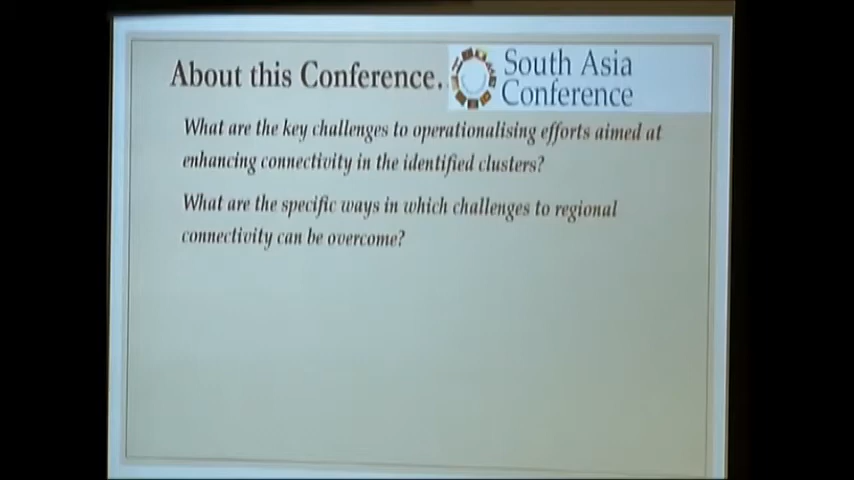 About this Conference.
South Asia
Conference
What are the key challenges to operationalising efforts aimed at
enhancing connectivity in the identified clusters?
What are the specific ways in which challenges to regional
connectivity can be overcome?